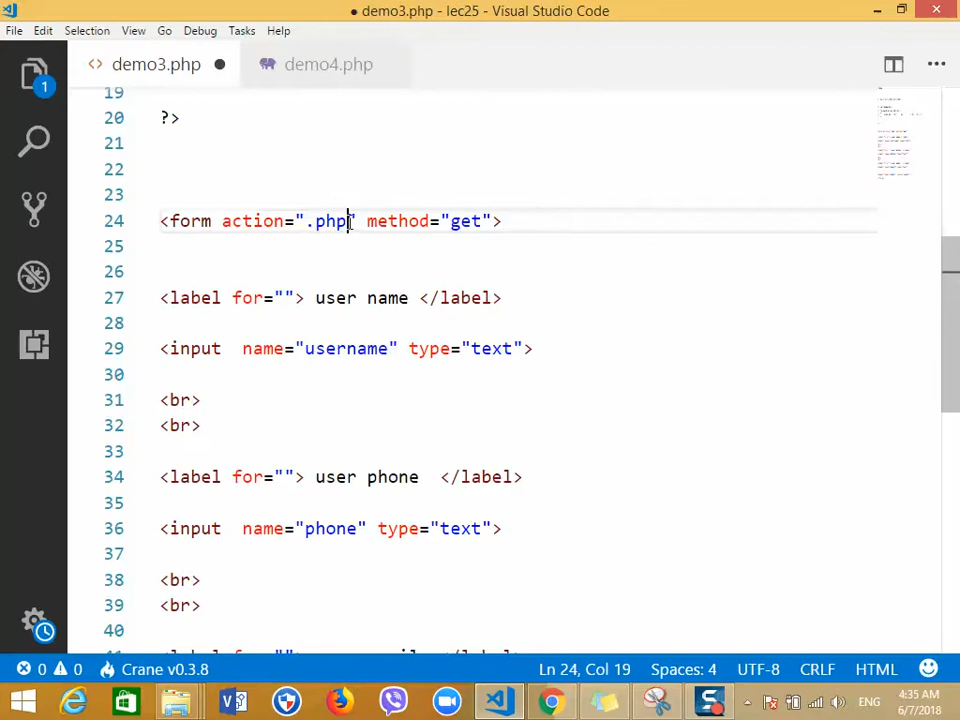 ● demo3.php - lec25 - Visual Studio Code
File Edit Selection View Go Debug Tasks Help
<> demo3.php ● demo4.php
1
19
20 ?>
21
22
23
24 <form action=".php" method="get">
25
26
27 <label for=""> user name </label>
28
29 <input  name="username" type="text">
30
31 <br>
32 <br>
33
34 <label for=""> user phone  </label>
35
36 <input  name="phone" type="text">
37
38 <br>
39 <br>
40
0 0 Crane v0.3.8 Ln 24, Col 19 Spaces: 4 UTF-8 CRLF HTML
ENG
4:35 AM
6/7/2018